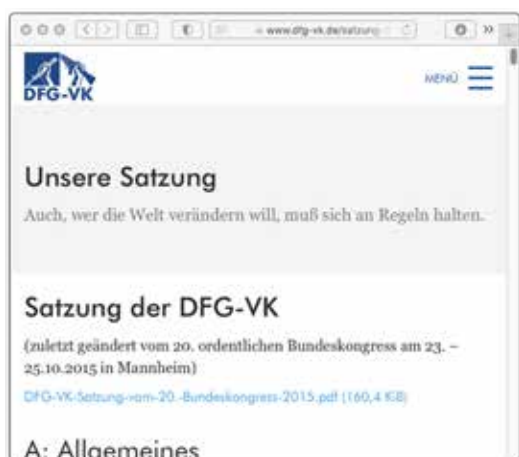 www.dfg-vk.de/satzung
DFG-VK
MENÜ
Unsere Satzung
Auch, wer die Welt verändern will, muß sich an Regeln halten.
Satzung der DFG-VK
(zuletzt geändert vom 20. ordentlichen Bundeskongress am 23. –
25.10.2015 in Mannheim)
DFG-VK-Satzung-vom-20.-Bundeskongress-2015.pdf (160,4 KiB)
A: Allgemeines